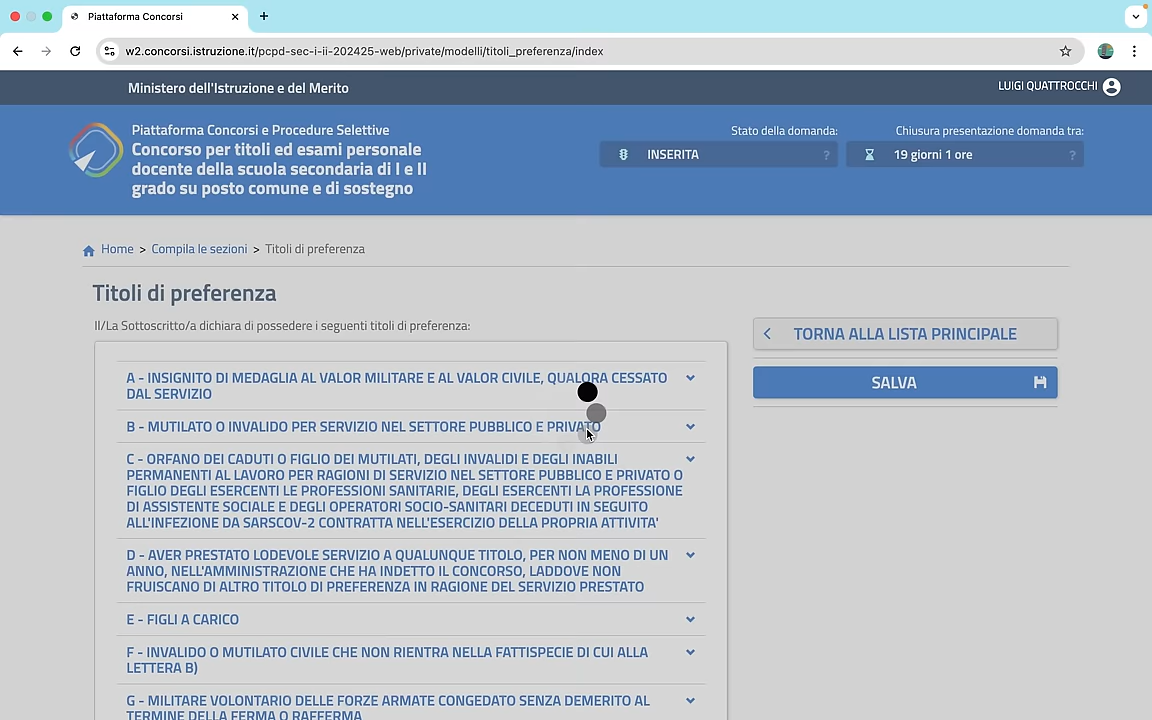 Plattaforma Concorsi
w2.concorsi.istruzione.it/pcpd-sec-i-ii-202425-web/private/modelli/titoli_preferenza/index
Ministero dell'Istruzione e del Merito
LUIGI QUATTROCCHI
Piattaforma Concorsi e Procedure Selettive
Concorso per titoli ed esami personale
docente della scuola secondaria di I e II
grado su posto comune e di sostegno
Stato della domanda:
INSERITA ?
Chiusura presentazione domanda tra:
19 giorni 1 ore ?
Home > Compila le sezioni > Titoli di preferenza
Titoli di preferenza
Il/La Sottoscritto/a dichiara di possedere i seguenti titoli di preferenza:
A - INSIGNITO DI MEDAGLIA AL VALOR MILITARE E AL VALOR CIVILE, QUALORA CESSATO
DAL SERVIZIO
B - MUTILATO O INVALIDO PER SERVIZIO NEL SETTORE PUBBLICO E PRIVATO
C - ORFANO DEI CADUTI O FIGLIO DEI MUTILATI, DEGLI INVALIDI E DEGLI INABILI
PERMANENTI AL LAVORO PER RAGIONI DI SERVIZIO NEL SETTORE PUBBLICO E PRIVATO O
FIGLIO DEGLI ESERCENTI LE PROFESSIONI SANITARIE, DEGLI ESERCENTI LA PROFESSIONE
DI ASSISTENTE SOCIALE E DEGLI OPERATORI SOCIO-SANITARI DECEDUTI IN SEGUITO
ALL'INFEZIONE DA SARSCOV-2 CONTRATTA NELL'ESERCIZIO DELLA PROPRIA ATTIVITA'
D - AVER PRESTATO LODEVOLE SERVIZIO A QUALUNQUE TITOLO, PER NON MENO DI UN
ANNO, NELL'AMMINISTRAZIONE CHE HA INDETTO IL CONCORSO, LADDOVE NON
FRUISCANO DI ALTRO TITOLO DI PREFERENZA IN RAGIONE DEL SERVIZIO PRESTATO
E - FIGLI A CARICO
F - INVALIDO O MUTILATO CIVILE CHE NON RIENTRA NELLA FATTISPECIE DI CUI ALLA
LETTERA B)
G - MILITARE VOLONTARIO DELLE FORZE ARMATE CONGEDATO SENZA DEMERITO AL
TERMINE DELLA FERMA O RAFFERMA
TORNA ALLA LISTA PRINCIPALE
SALVA